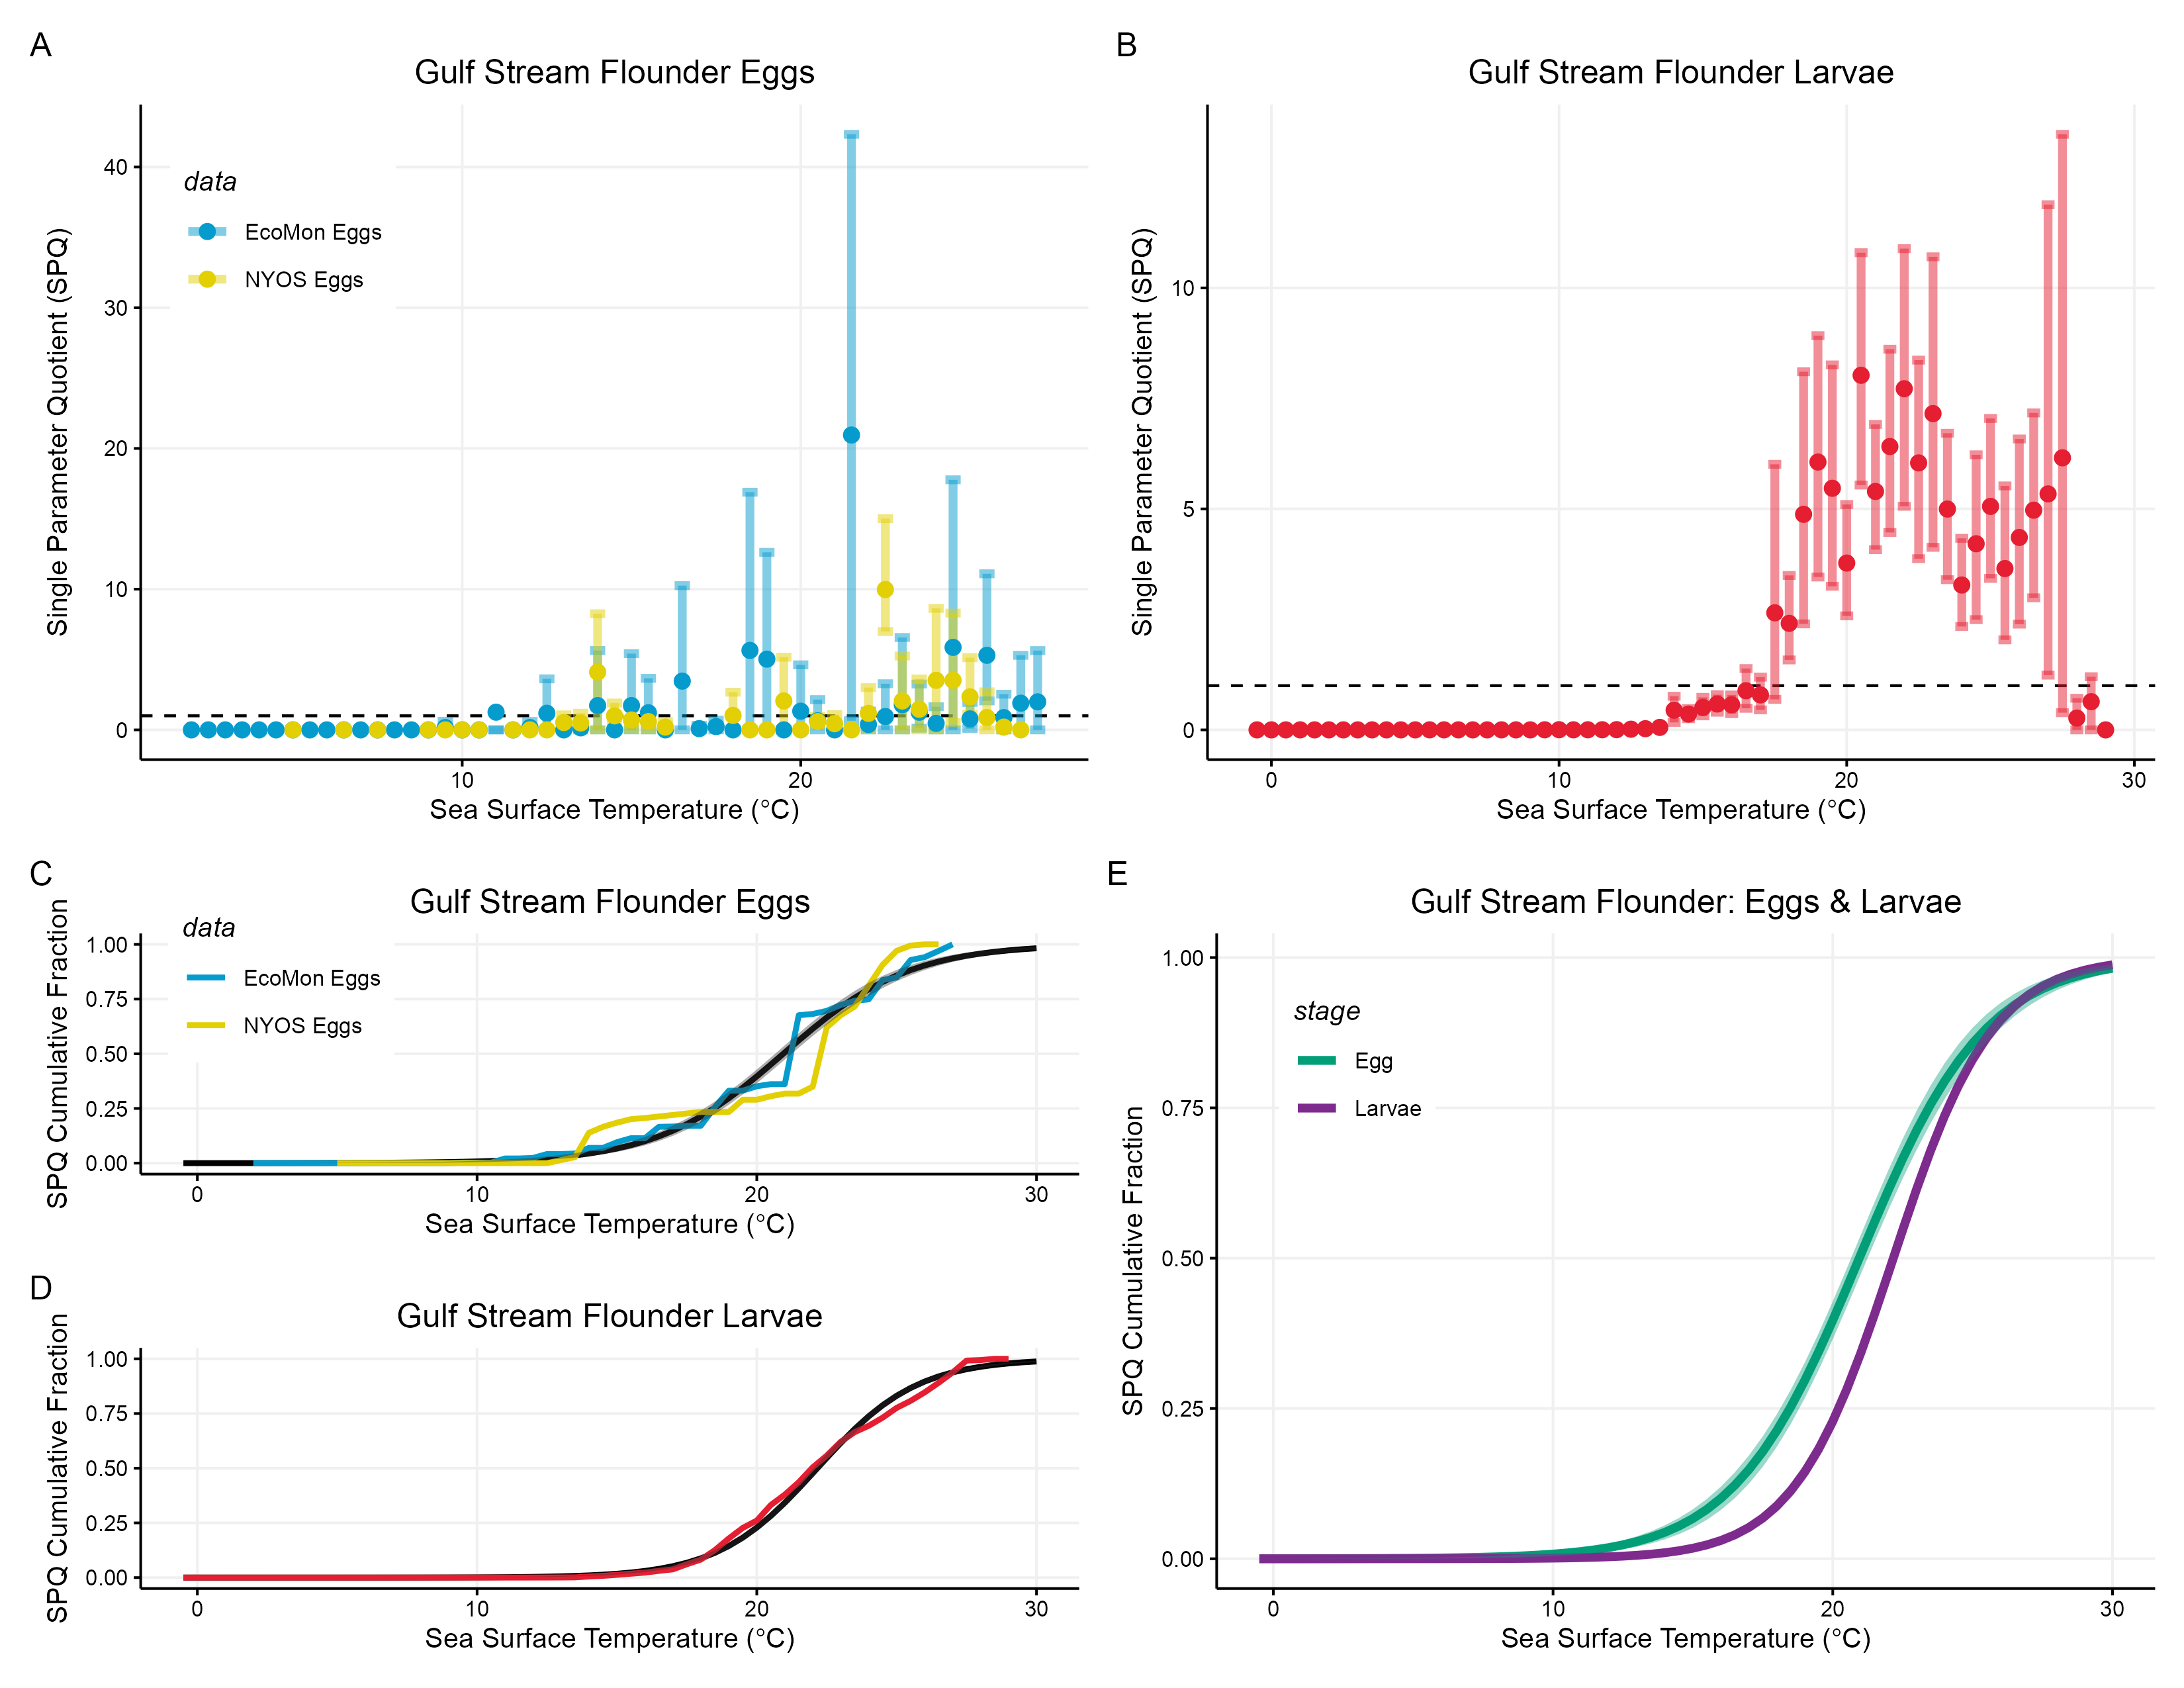 A
Gulf Stream Flounder Eggs
Single Parameter Quotient (SPQ)
40
30
20
10
0
data
EcoMon Eggs
NYOS Eggs
10
20
Sea Surface Temperature (°C)
B
Gulf Stream Flounder Larvae
Single Parameter Quotient (SPQ)
10
5
0
0
10
20
30
Sea Surface Temperature (°C)
C
Gulf Stream Flounder Eggs
SPQ Cumulative Fraction
1.00
0.75
0.50
0.25
0.00
data
EcoMon Eggs
NYOS Eggs
0
10
20
30
Sea Surface Temperature (°C)
D
Gulf Stream Flounder Larvae
SPQ Cumulative Fraction
1.00
0.75
0.50
0.25
0.00
0
10
20
30
Sea Surface Temperature (°C)
E
Gulf Stream Flounder: Eggs & Larvae
SPQ Cumulative Fraction
1.00
0.75
0.50
0.25
0.00
stage
Egg
Larvae
0
10
20
30
Sea Surface Temperature (°C)